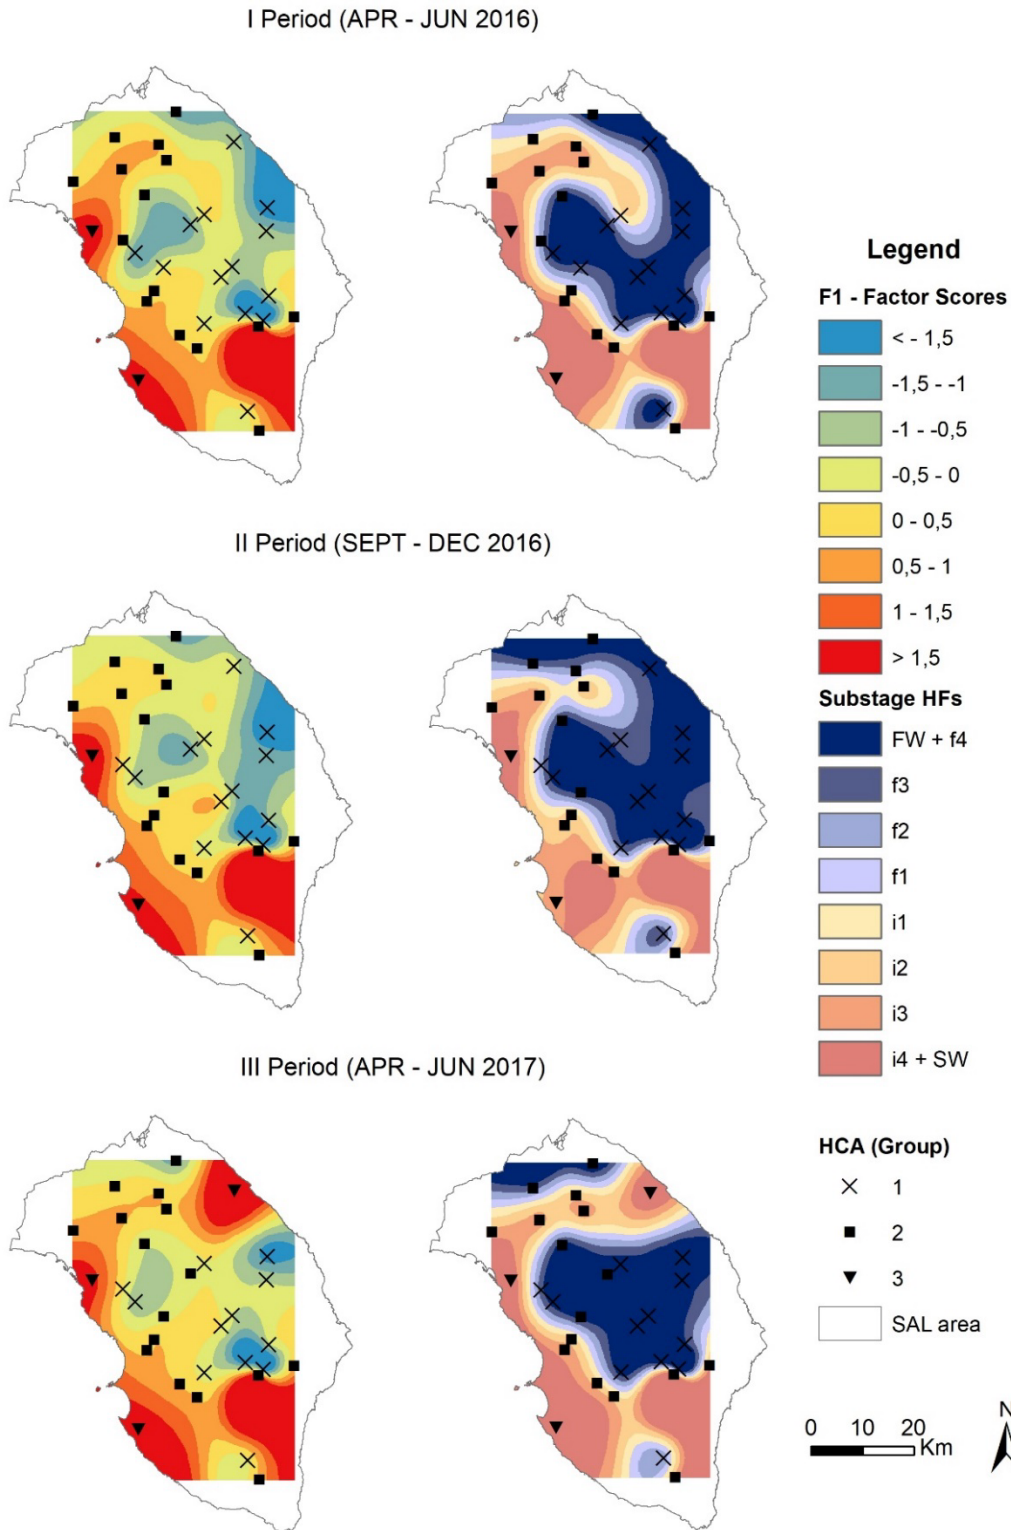 I Period (APR - JUN 2016)
Legend
F1 - Factor Scores
< - 1,5
-1,5 - -1
-1 - -0,5
-0,5 - 0
0 - 0,5
0,5 - 1
1 - 1,5
> 1,5
II Period (SEPT - DEC 2016)
Substage HFs
FW + f4
f3
f2
f1
i1
i2
i3
i4 + SW
III Period (APR - JUN 2017)
HCA (Group)
1
2
3
SAL area
N
0 10 20
Km